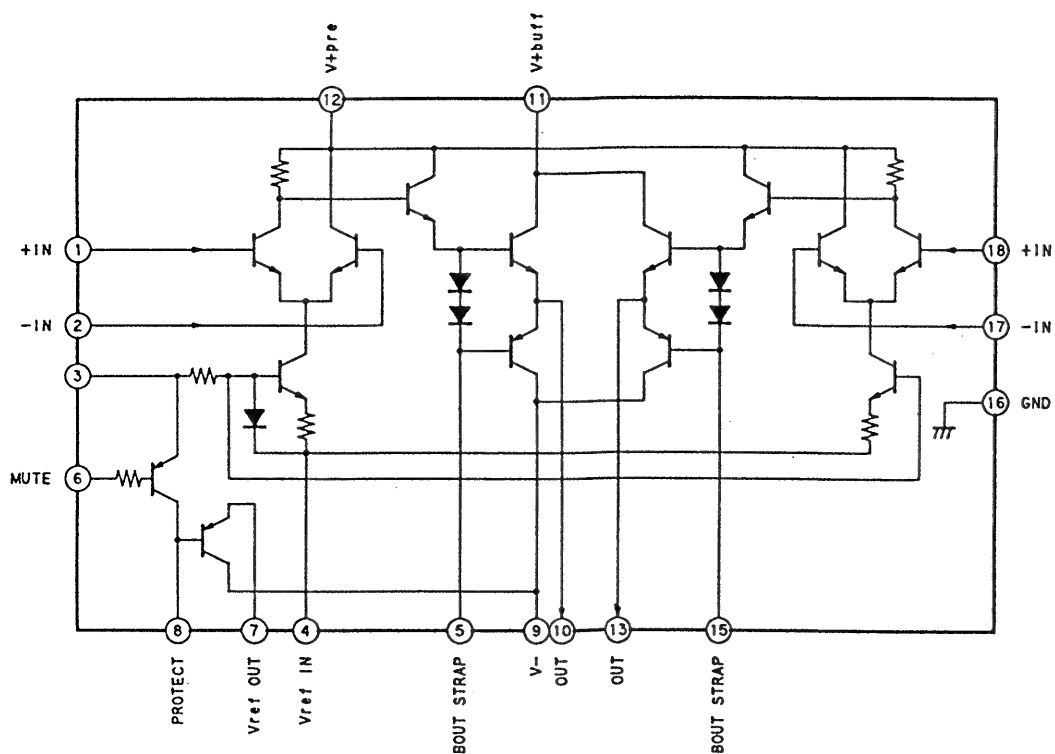 V+pre
V+buff
12
11
+IN
1
18
+IN
-IN
2
17
-IN
3
16
GND
MUTE
6
8
7
4
5
9
10
13
15
PROTECT
Vref OUT
Vref IN
BOUT STRAP
V-
OUT
OUT
BOUT STRAP